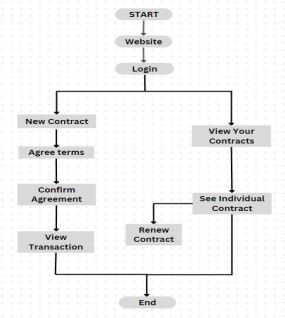 START
Website
Login
New Contract
Agree terms
Confirm
Agreement
View
Transaction
View Your
Contracts
See Individual
Contract
Renew
Contract
End